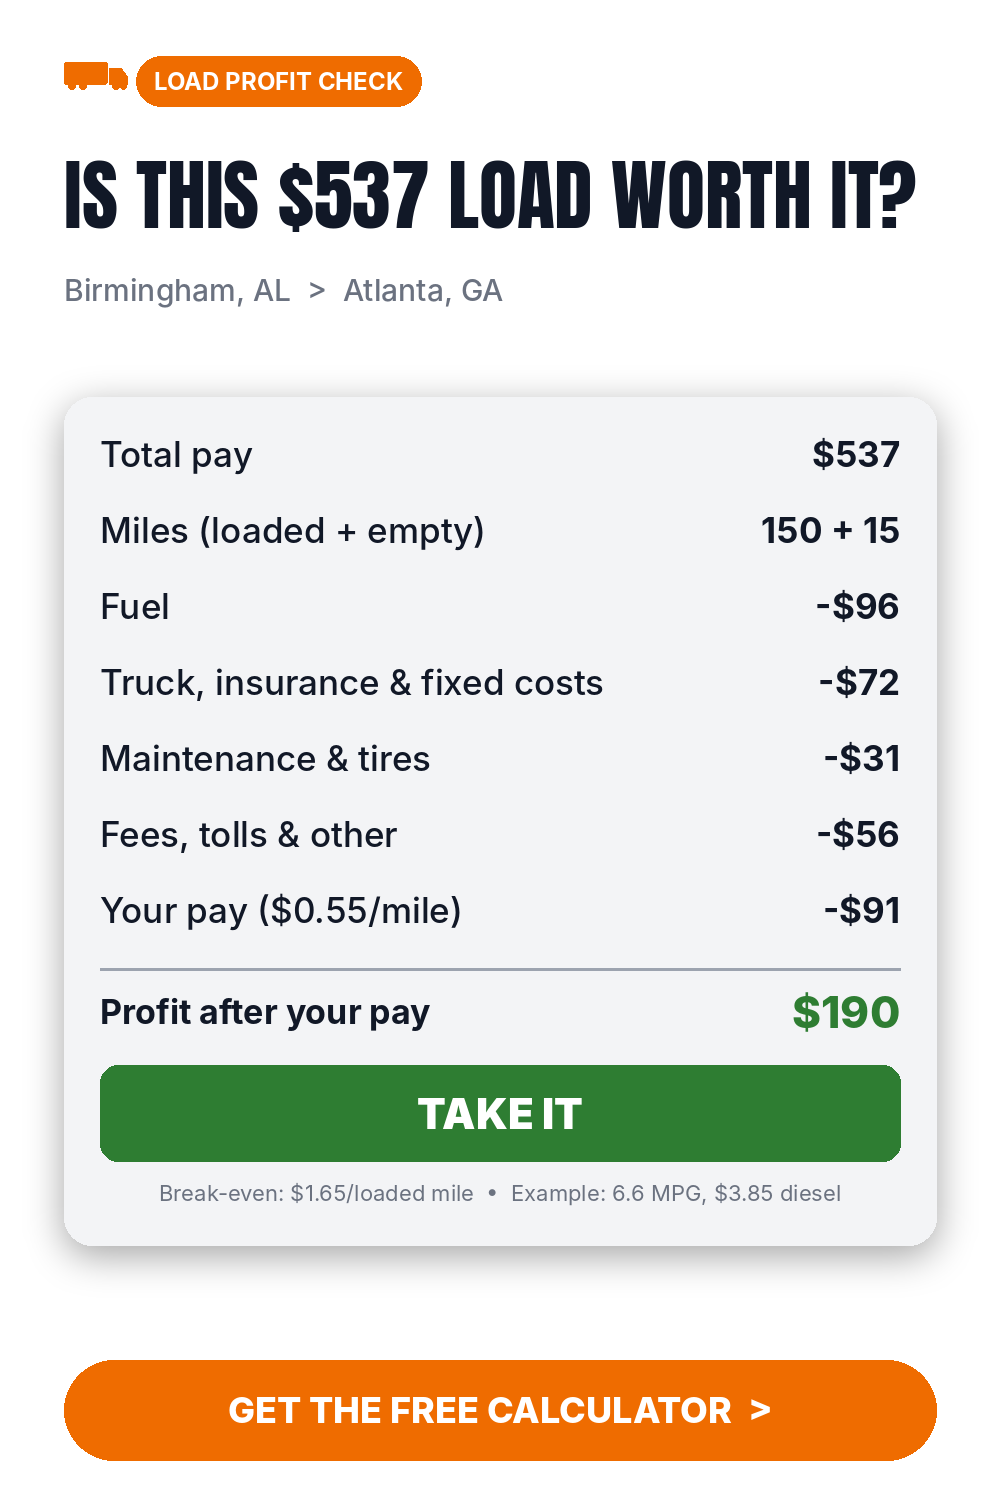 LOAD PROFIT CHECK
IS THIS $537 LOAD WORTH IT?
Birmingham, AL > Atlanta, GA
Total pay $537
Miles (loaded + empty) 150 + 15
Fuel -$96
Truck, insurance & fixed costs -$72
Maintenance & tires -$31
Fees, tolls & other -$56
Your pay ($0.55/mile) -$91
Profit after your pay $190
TAKE IT
Break-even: $1.65/loaded mile • Example: 6.6 MPG, $3.85 diesel
GET THE FREE CALCULATOR >